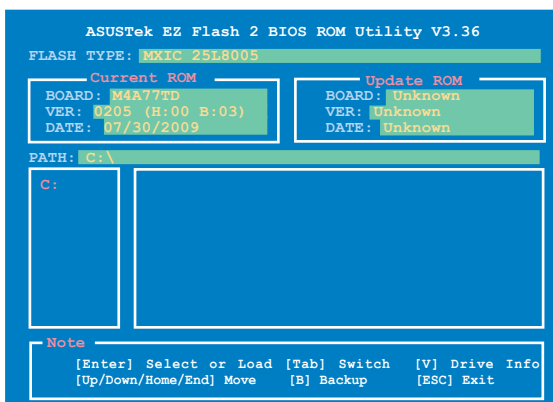 ASUSTek EZ Flash 2 BIOS ROM Utility V3.36
FLASH TYPE: MXIC 25L8005
Current ROM
BOARD: M4A77TD
VER: 0205 (H:00 B:03)
DATE: 07/30/2009
Update ROM
BOARD: Unknown
VER: Unknown
DATE: Unknown
PATH: C:\
C:
Note
[Enter] Select or Load [Tab] Switch [V] Drive Info
[Up/Down/Home/End] Move [B] Backup [ESC] Exit